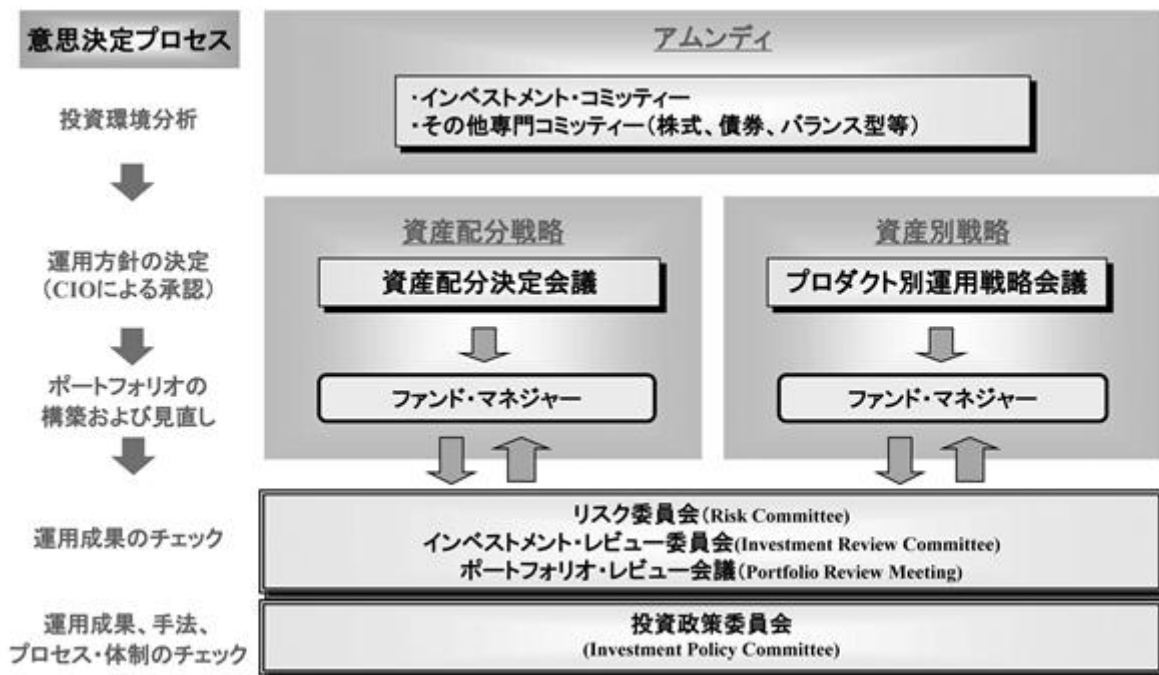 意思決定プロセス
アムンディ
・インベストメント・コミッティー
・その他専門コミッティー（株式、債券、バランス型等）
投資環境分析
資産配分戦略
資産配分決定会議
ファンド・マネジャー
資産別戦略
プロダクト別運用戦略会議
ファンド・マネジャー
運用方針の決定
（CIOによる承認）
ポートフォリオの
構築および見直し
運用成果のチェック
リスク委員会（Risk Committee）
インベストメント・レビュー委員会(Investment Review Committee)
ポートフォリオ・レビュー会議（Portfolio Review Meeting)
運用成果、手法、
プロセス・体制のチェック
投資政策委員会
(Investment Policy Committee)